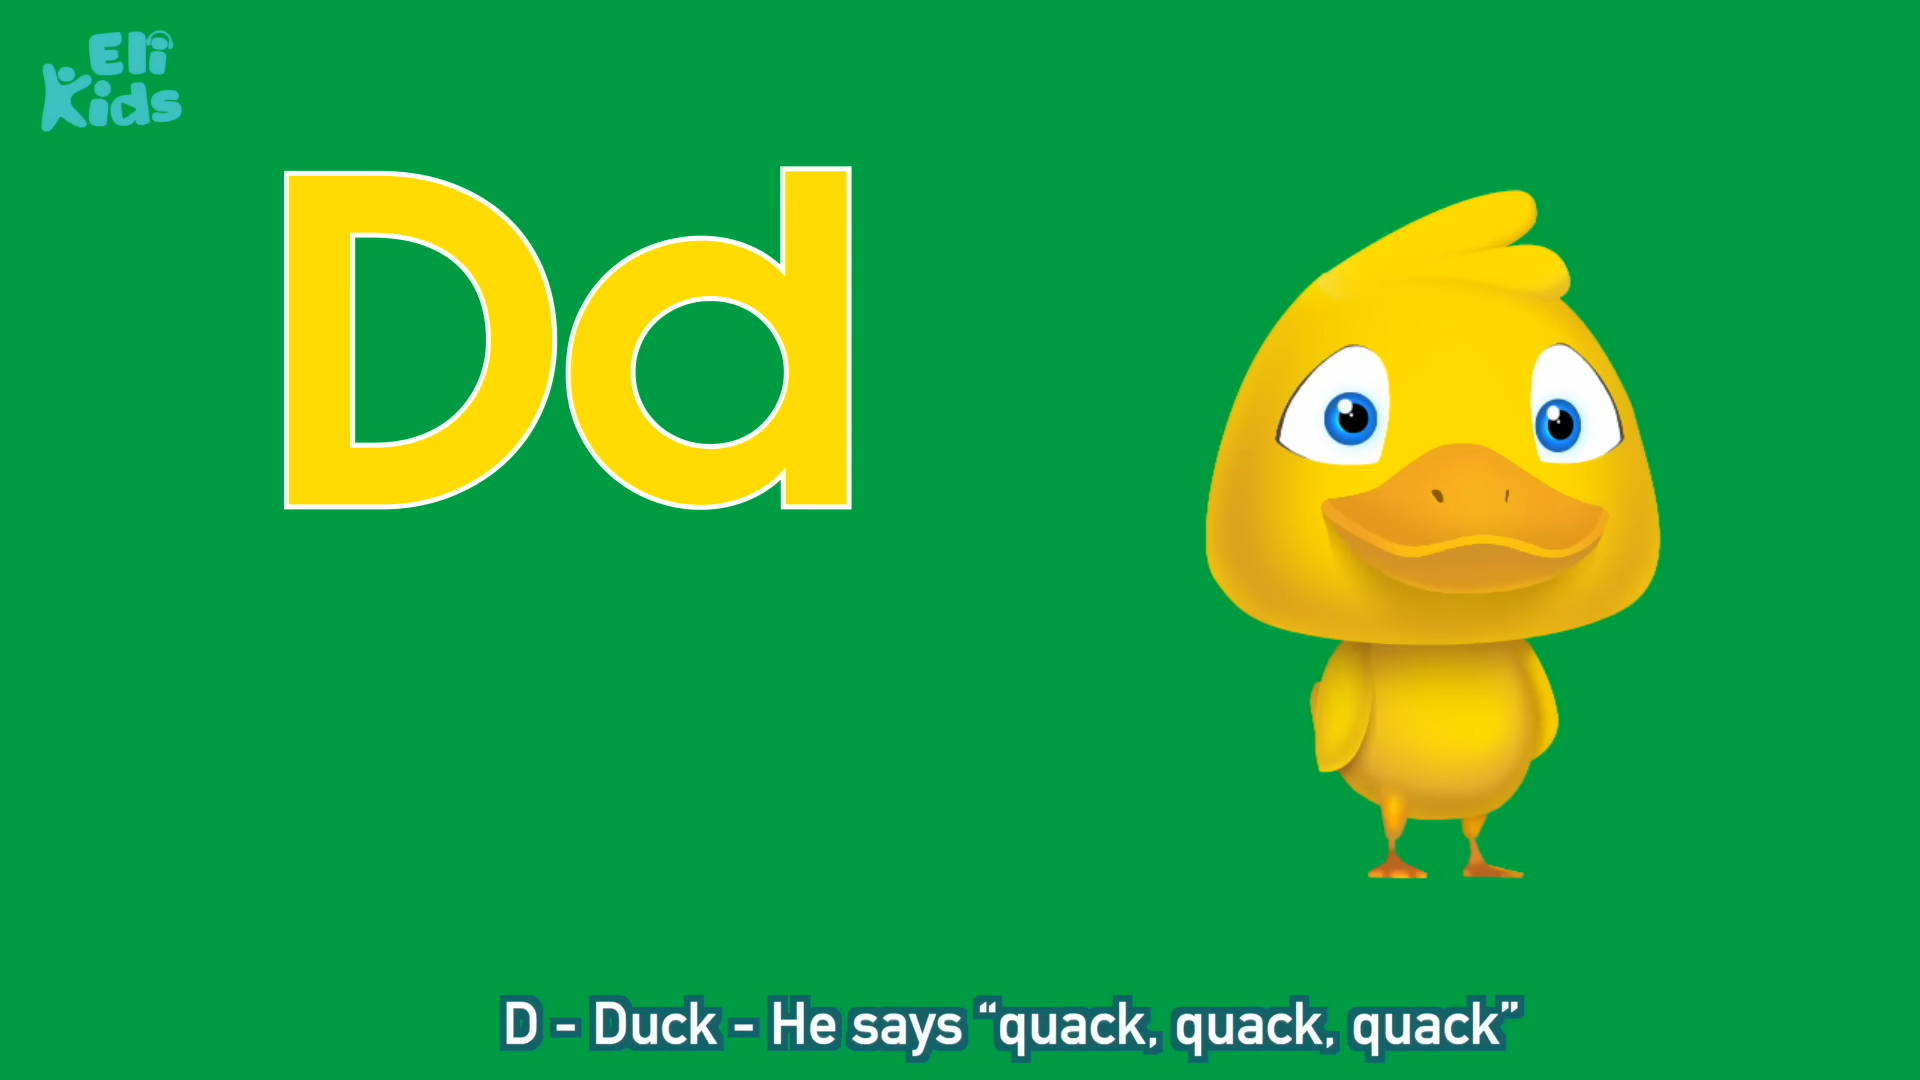 Eli
Kids
Dd
D – Duck – He says “quack, quack, quack”